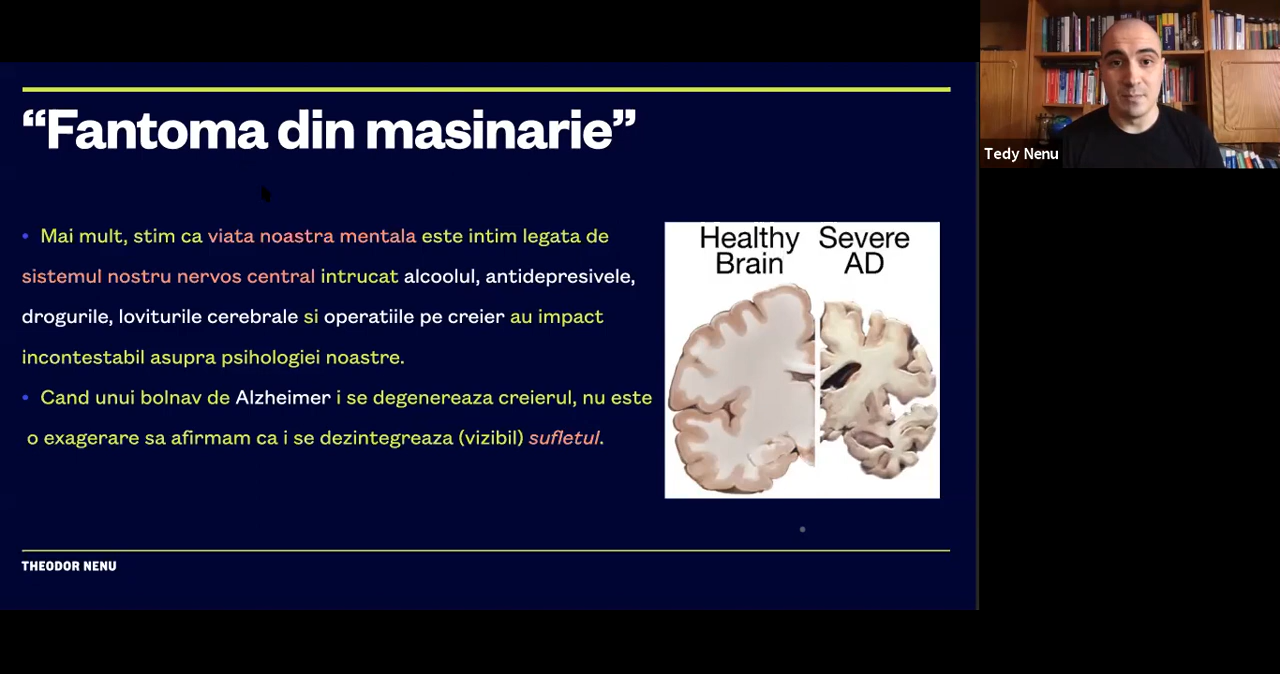 “Fantoma din masinarie”
• Mai mult, stim ca viata noastra mentala este intim legata de
sistemul nostru nervos central intrucat alcoolul, antidepresivele,
drogurile, loviturile cerebrale si operatiile pe creier au impact
incontestabil asupra psihologiei noastre.
• Cand unui bolnav de Alzheimer i se degenereaza creierul, nu este
o exagerare sa afirmam ca i se dezintegreaza (vizibil) sufletul.
Healthy Brain
Severe AD
THEODOR NENU
Tedy Nenu